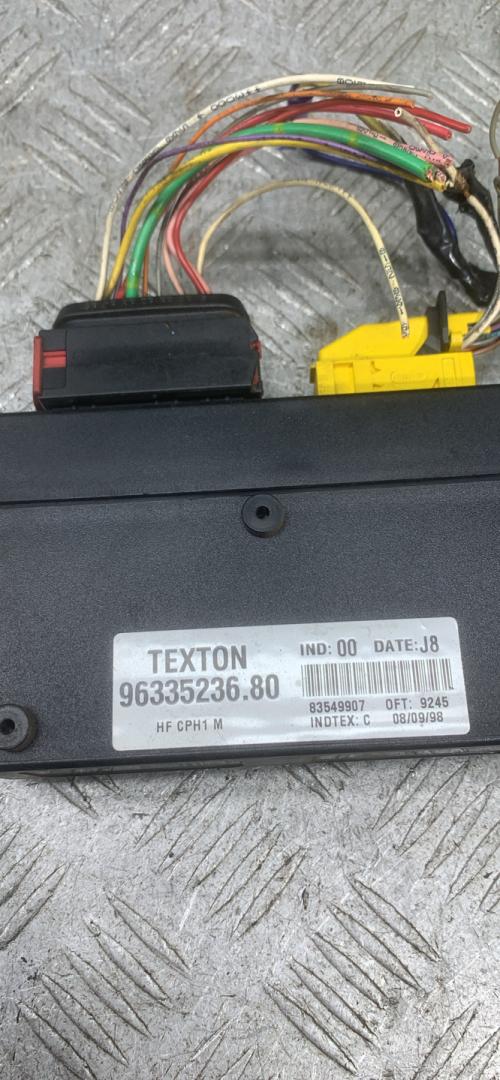 TEXTON
96335236.80
HF CPH1 M
IND: 00 DATE: J8
83549907 OFT: 9245
INDTEX: C 08/09/98